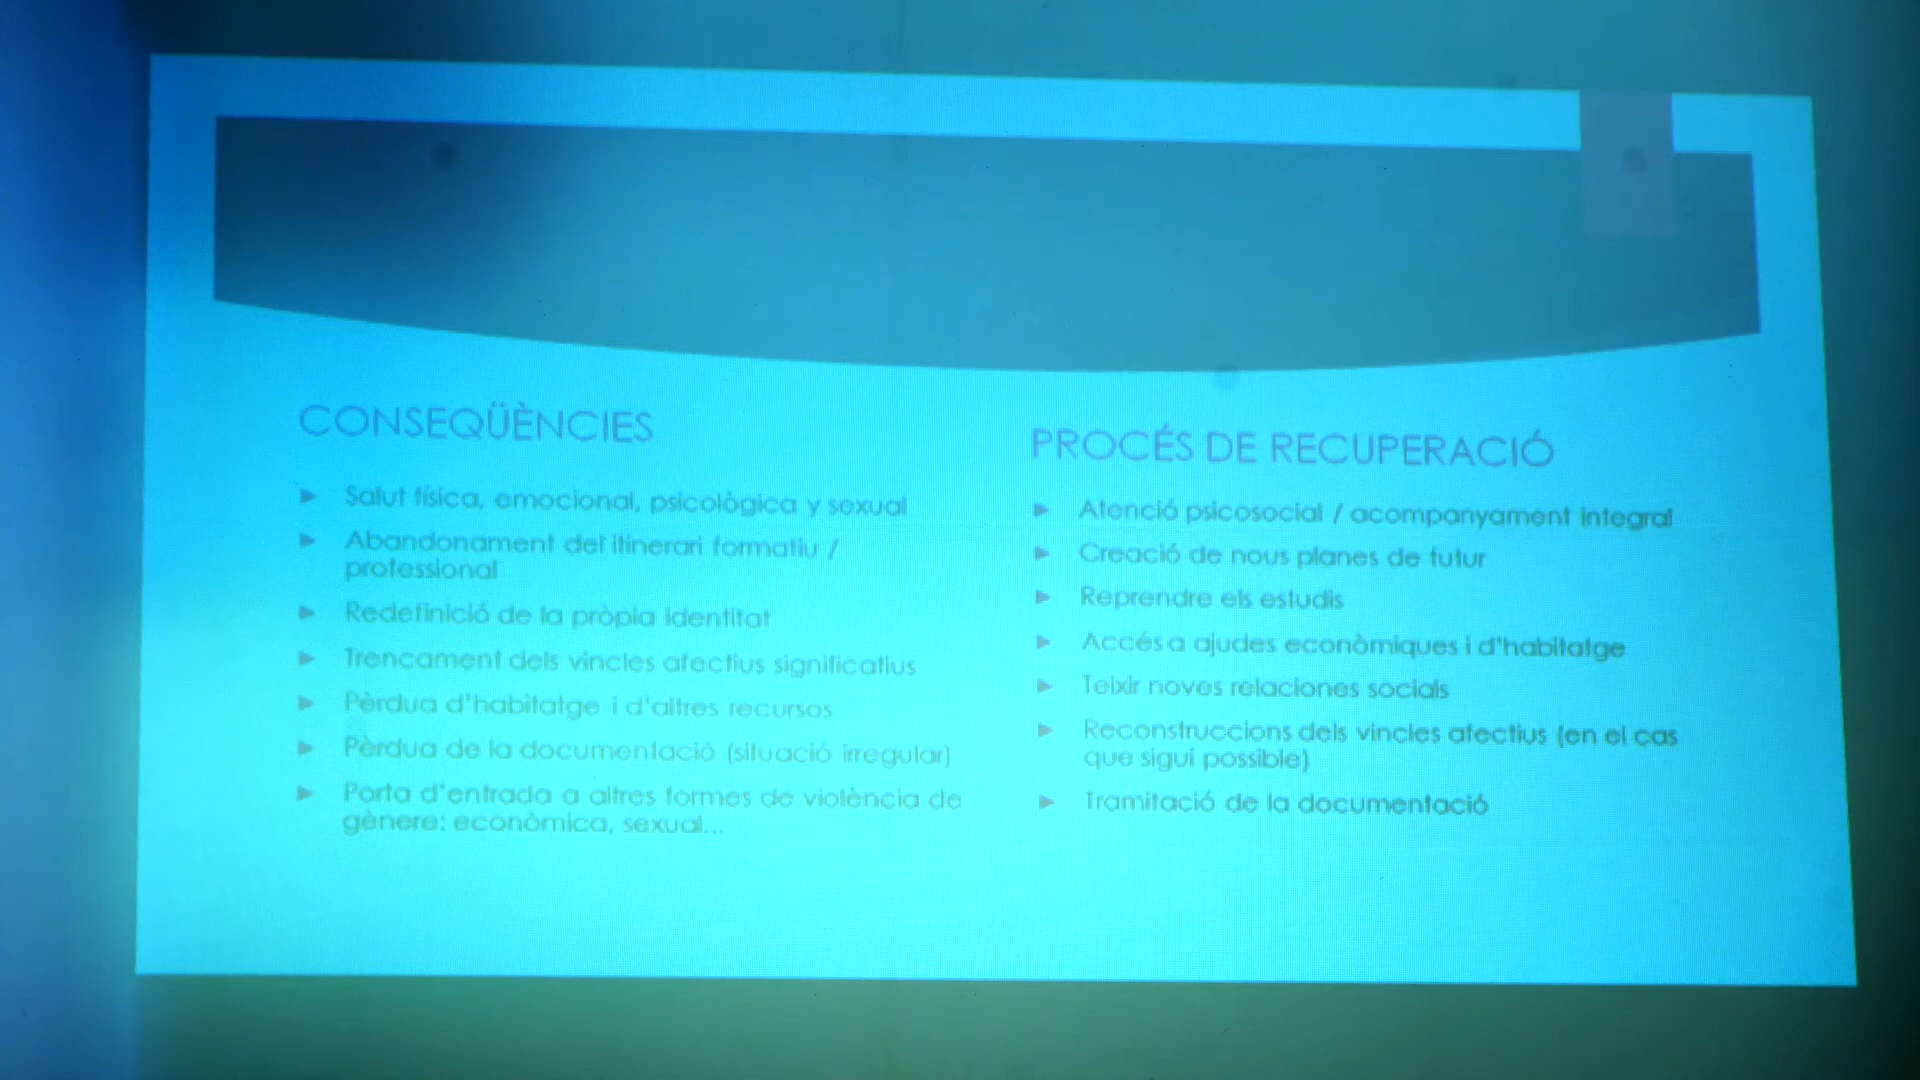 CONSEQÜÈNCIES
Salut física, emocional, psicològica y sexual
Abandonament del itinerari formatiu /
professional
Redefinició de la pròpia identitat
Trencament dels vincles afectius significatius
Pèrdua d'habitatge i d'altres recursos
Pèrdua de la documentació (situació irregular)
Porta d'entrada a altres formes de violència de
gènere: econòmica, sexual...
PROCÉS DE RECUPERACIÓ
Atenció psicosocial / acompanyament integral
Creació de nous planes de futur
Reprendre els estudis
Accés a ajudes econòmiques i d'habitatge
Teixir noves relaciones socials
Reconstruccions dels vincles afectius (en el cas
que sigui possible)
Tramitació de la documentació